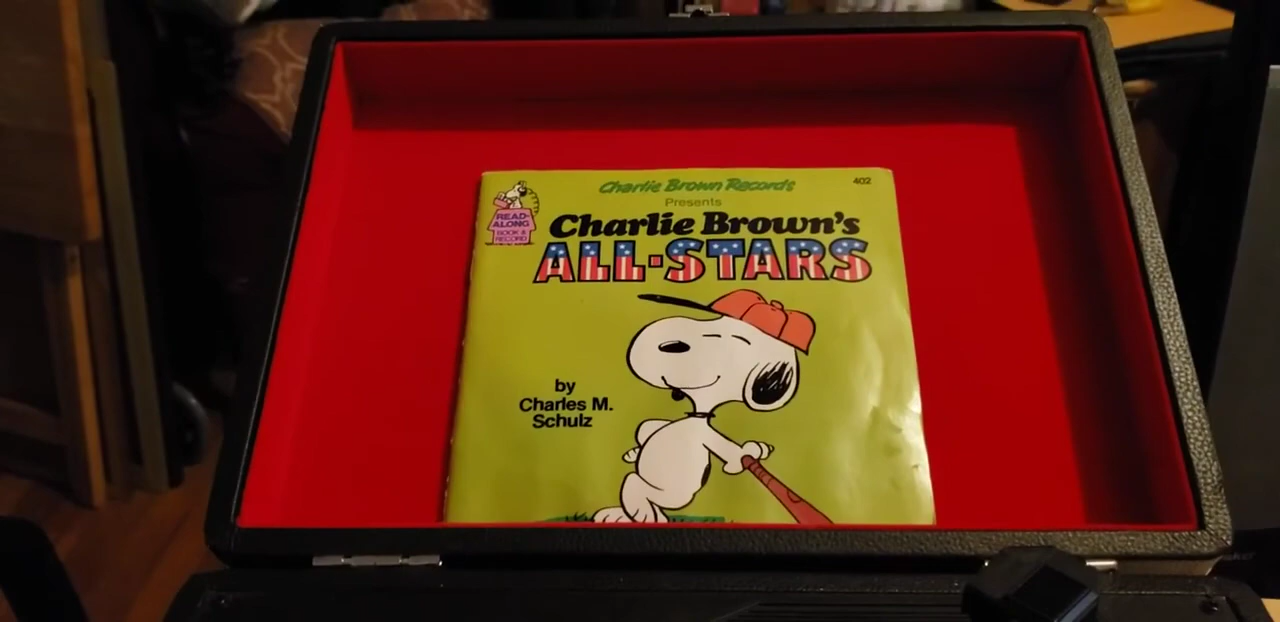 Charlie Brown Records
402
Presents
READ-
ALONG
BOOK &
RECORD
Charlie Brown's
ALL-STARS
by
Charles M.
Schulz